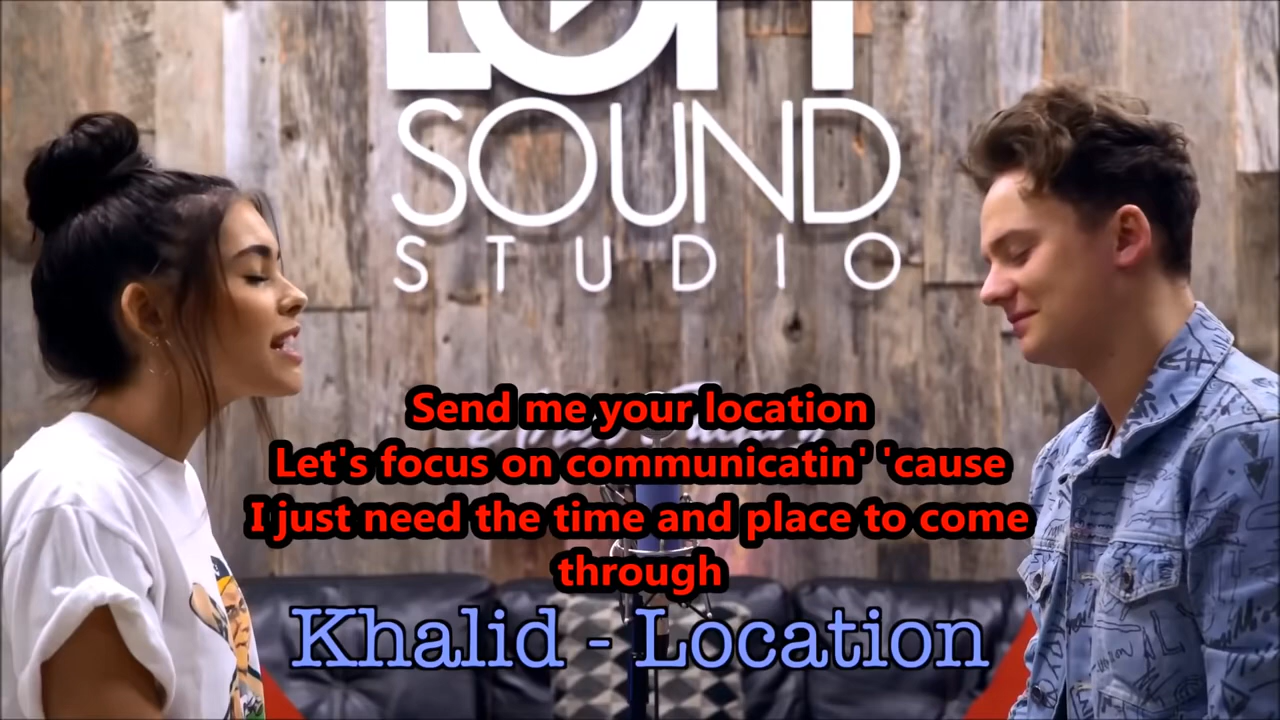 LOFT
SOUND
STUDIO
Send me your location
Let's focus on communicatin' 'cause
I just need the time and place to come
through
Khalid - Location